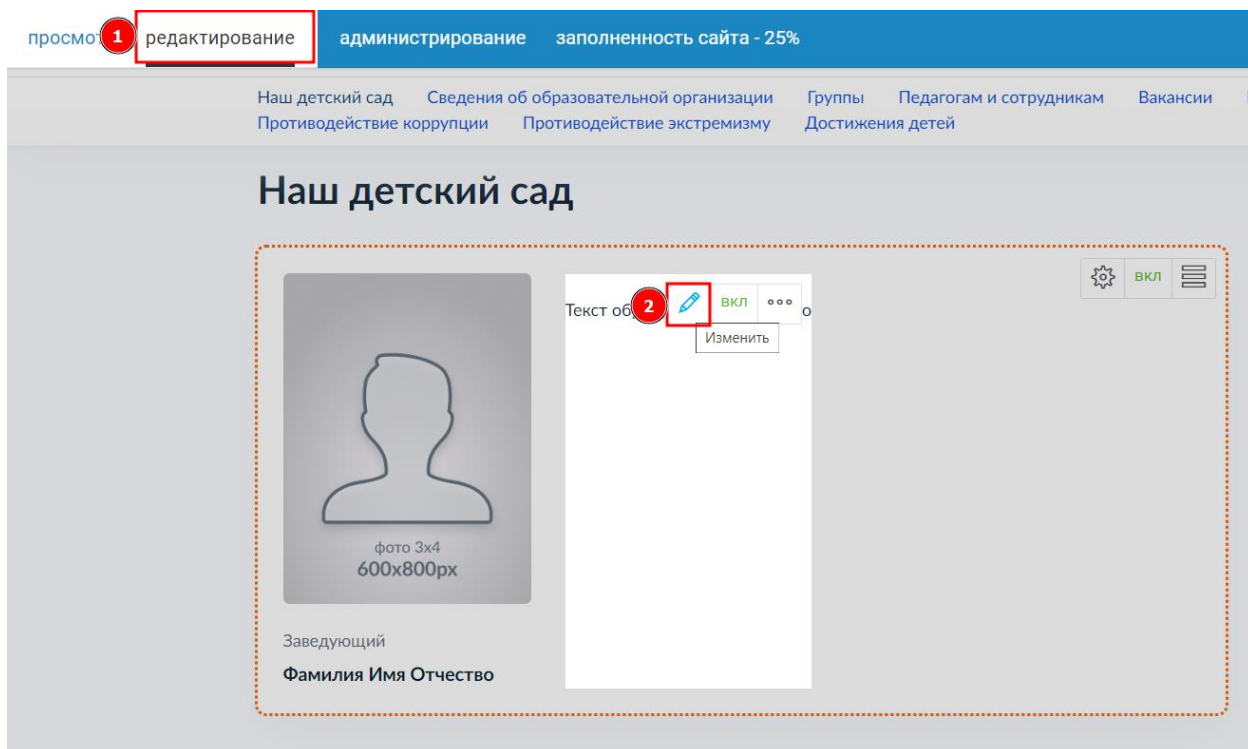 просмот 1 редактирование администрирование заполненность сайта - 25%
Наш детский сад Сведения об образовательной организации Группы Педагогам и сотрудникам Вакансии
Противодействие коррупции Противодействие экстремизму Достижения детей
Наш детский сад
вкл
Текст об 2 вкл о
Изменить
фото 3х4
600x800px
Заведующий
Фамилия Имя Отчество